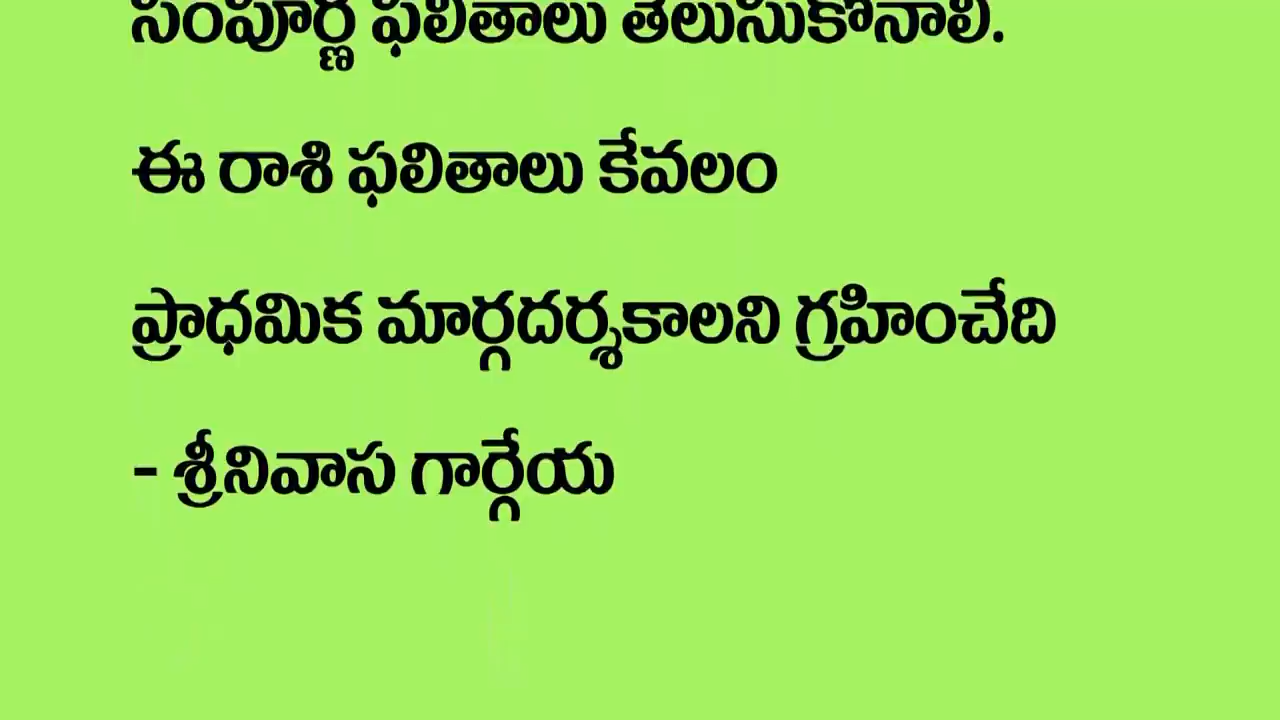 సంపూర్ణ ఫలితాలు తెలుసుకోనాలి.
ఈ రాశి ఫలితాలు కేవలం
ప్రాధమిక మార్గదర్శకాలని గ్రహించేది
- శ్రీనివాస గార్గేయ